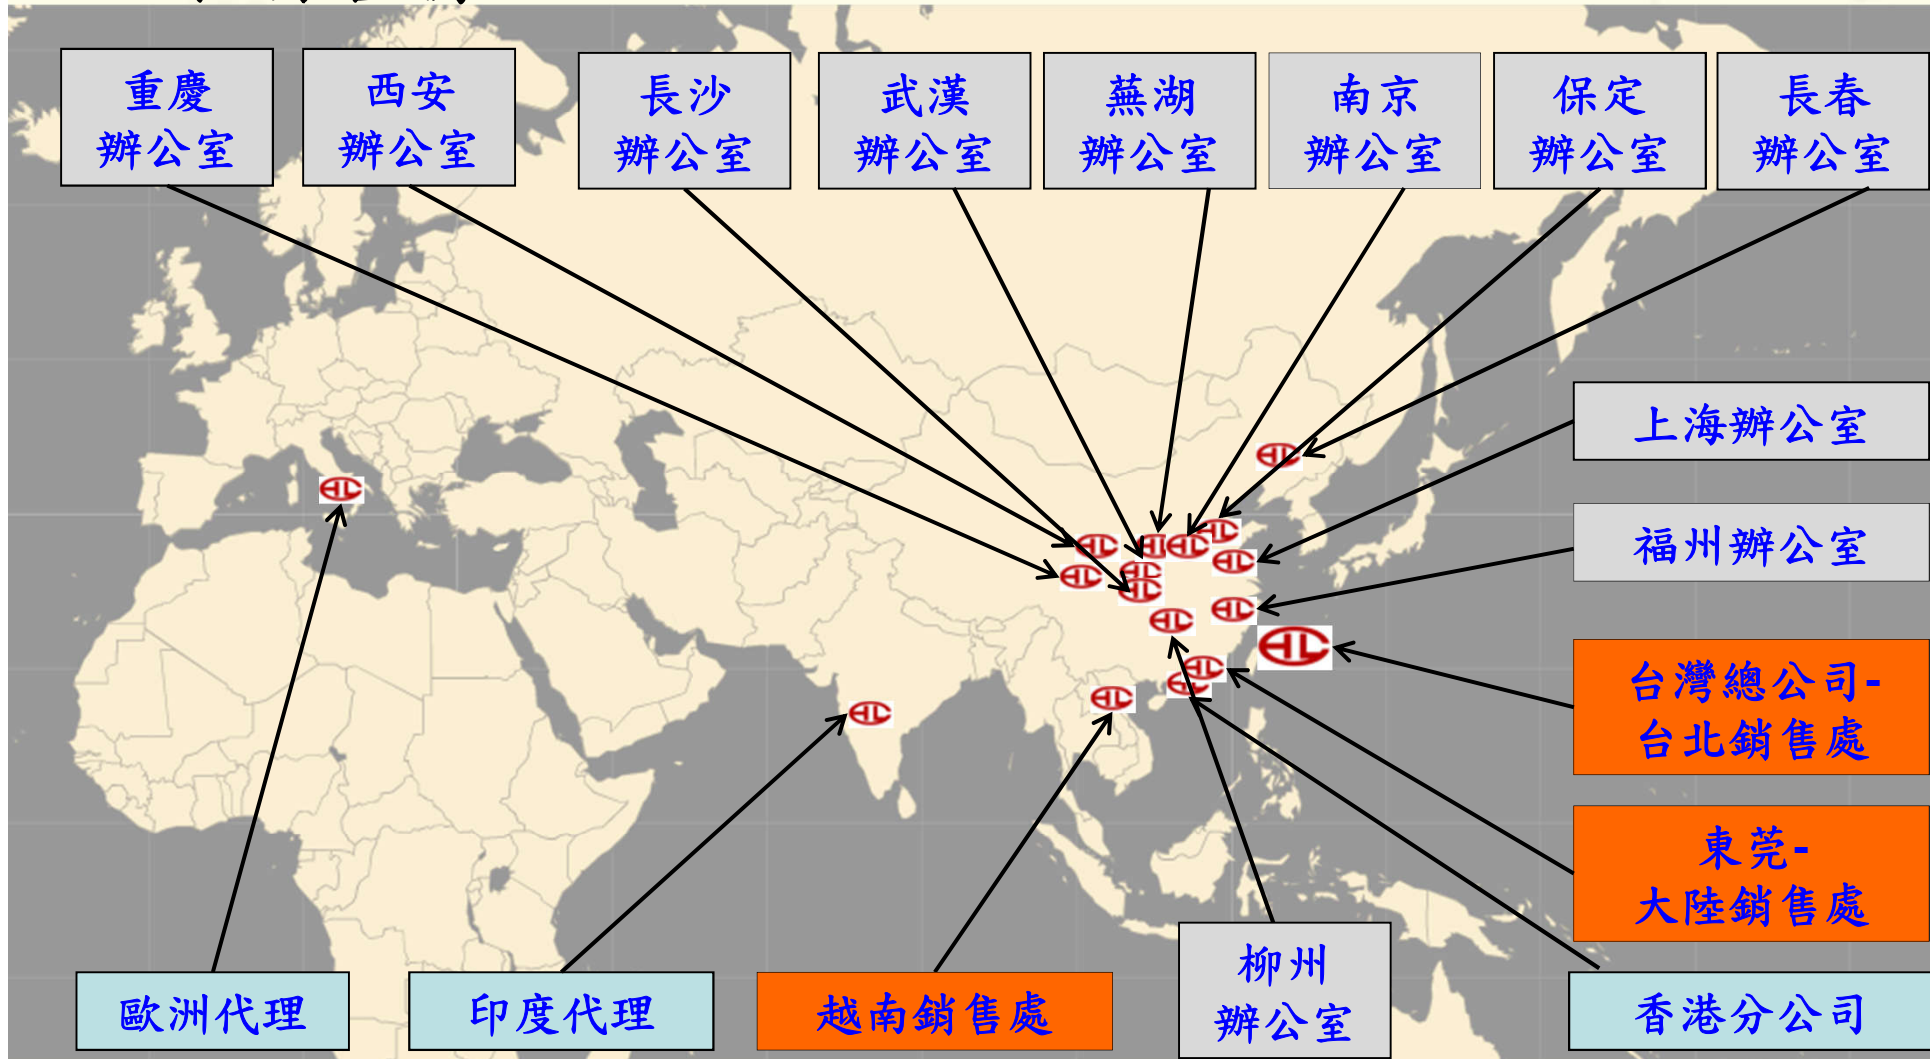 重慶
辦公室
西安
辦公室
長沙
辦公室
武漢
辦公室
蕪湖
辦公室
南京
辦公室
保定
辦公室
長春
辦公室
上海辦公室
福州辦公室
台灣總公司-
台北銷售處
東莞-
大陸銷售處
歐洲代理
印度代理
越南銷售處
柳州
辦公室
香港分公司